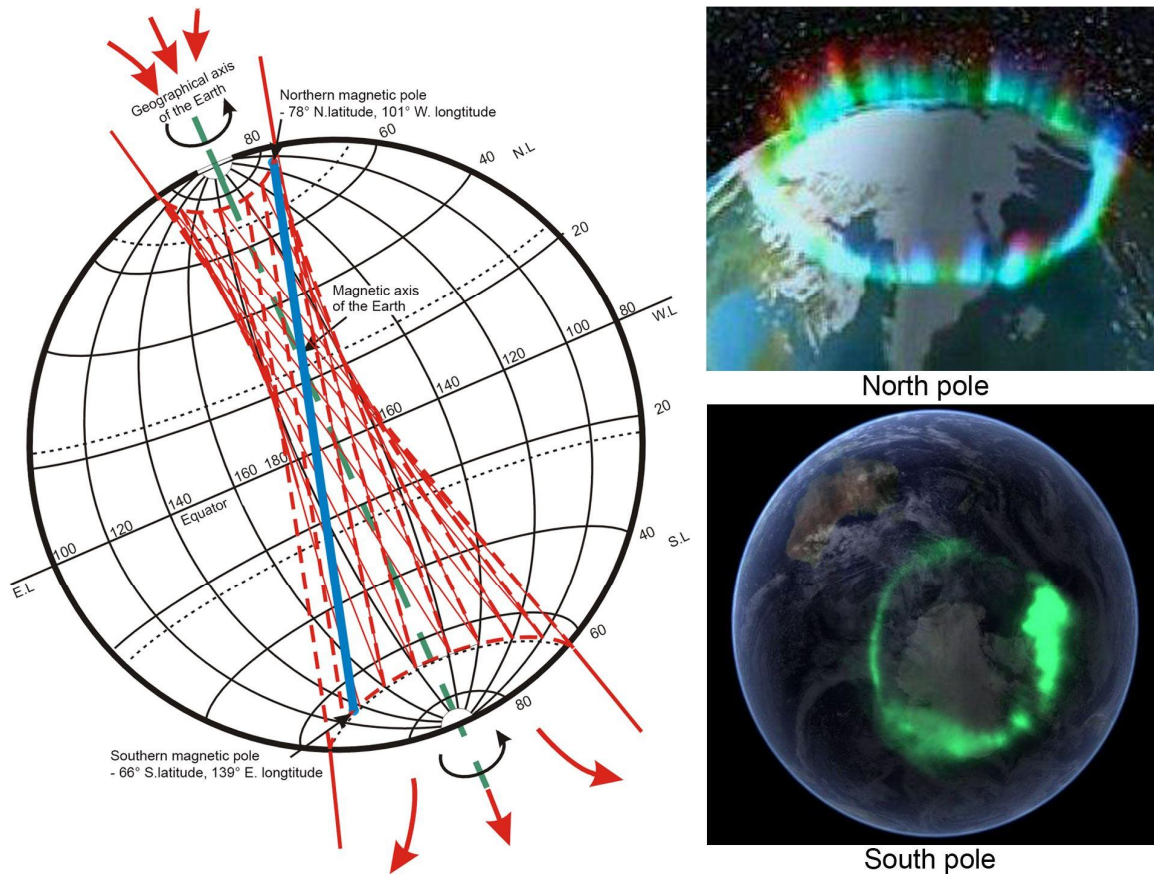 Geographical axis
of the Earth
Northern magnetic pole
- 78° N.latitude, 101° W. longtitude
80
60
40
N.L
20
Magnetic axis
of the Earth
80
W.L
100
120
140
160
180
160
140
Equator
120
100
E.L
20
40
S.L
60
80
Southern magnetic pole
- 66° S.latitude, 139° E. longtitude
North pole
South pole